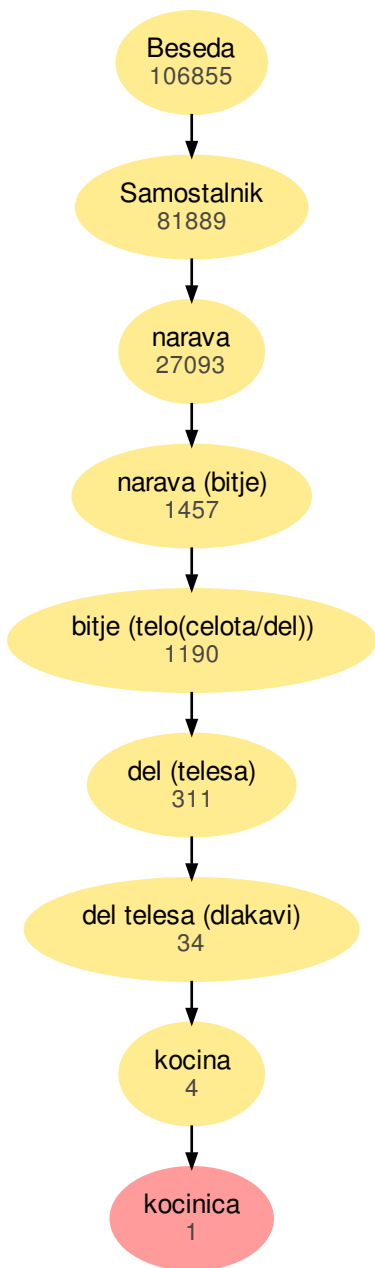 Beseda
106855
Samostalnik
81889
narava
27093
narava (bitje)
1457
bitje (telo(celota/del))
1190
del (telesa)
311
del telesa (dlakavi)
34
kocina
4
kocinica
1